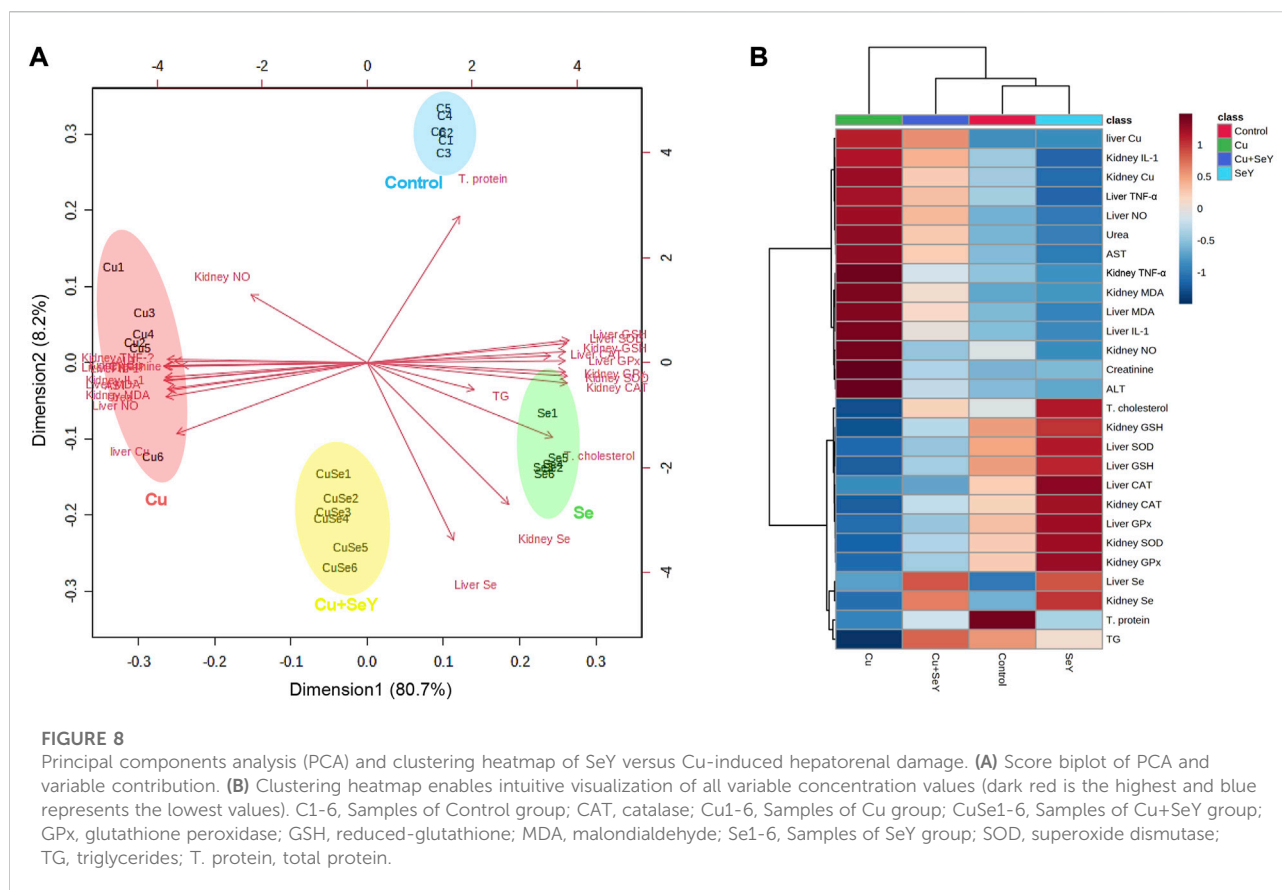 A
-4
-2
0
2
4
0.3
0.2
0.1
0.0
-0.1
-0.2
-0.3
Dimension2 (8.2%)
4
2
0
-2
-4
C5
C4
C2
C1
C3
Control
T. protein
Kidney NO
Cu1
Cu3
Cu4
Cu2
Cu5
Kidney TNF-?
Kidney IL-1
Kidney MDA
Liver NO
liver Cu
Cu6
Cu
Liver GSH
Liver SOD
Kidney GSH
Liver CAT
Liver GPx
Kidney GPx
Kidney SOD
Kidney CAT
TG
Se1
T. cholesterol
Se5
Se6
Se
CuSe1
CuSe2
CuSe3
CuSe4
CuSe5
CuSe6
Cu+SeY
Kidney Se
Liver Se
-0.3
-0.2
-0.1
0.0
0.1
0.2
0.3
Dimension1 (80.7%)
B
class
liver Cu
Kidney IL-1
Kidney Cu
Liver TNF-α
Liver NO
Urea
AST
Kidney TNF-α
Kidney MDA
Liver MDA
Liver IL-1
Kidney NO
Creatinine
ALT
T. cholesterol
Kidney GSH
Liver SOD
Liver GSH
Liver CAT
Kidney CAT
Liver GPx
Kidney SOD
Kidney GPx
Liver Se
Kidney Se
T. protein
TG
Cu
Cu+SeY
Control
SeY
1
0.5
0
-0.5
-1
class
Control
Cu
Cu+SeY
SeY
FIGURE 8
Principal components analysis (PCA) and clustering heatmap of SeY versus Cu-induced hepatorenal damage. (A) Score biplot of PCA and
variable contribution. (B) Clustering heatmap enables intuitive visualization of all variable concentration values (dark red is the highest and blue
represents the lowest values). C1-6, Samples of Control group; CAT, catalase; Cu1-6, Samples of Cu group; CuSe1-6, Samples of Cu+SeY group;
GPx, glutathione peroxidase; GSH, reduced-glutathione; MDA, malondialdehyde; Se1-6, Samples of SeY group; SOD, superoxide dismutase;
TG, triglycerides; T. protein, total protein.